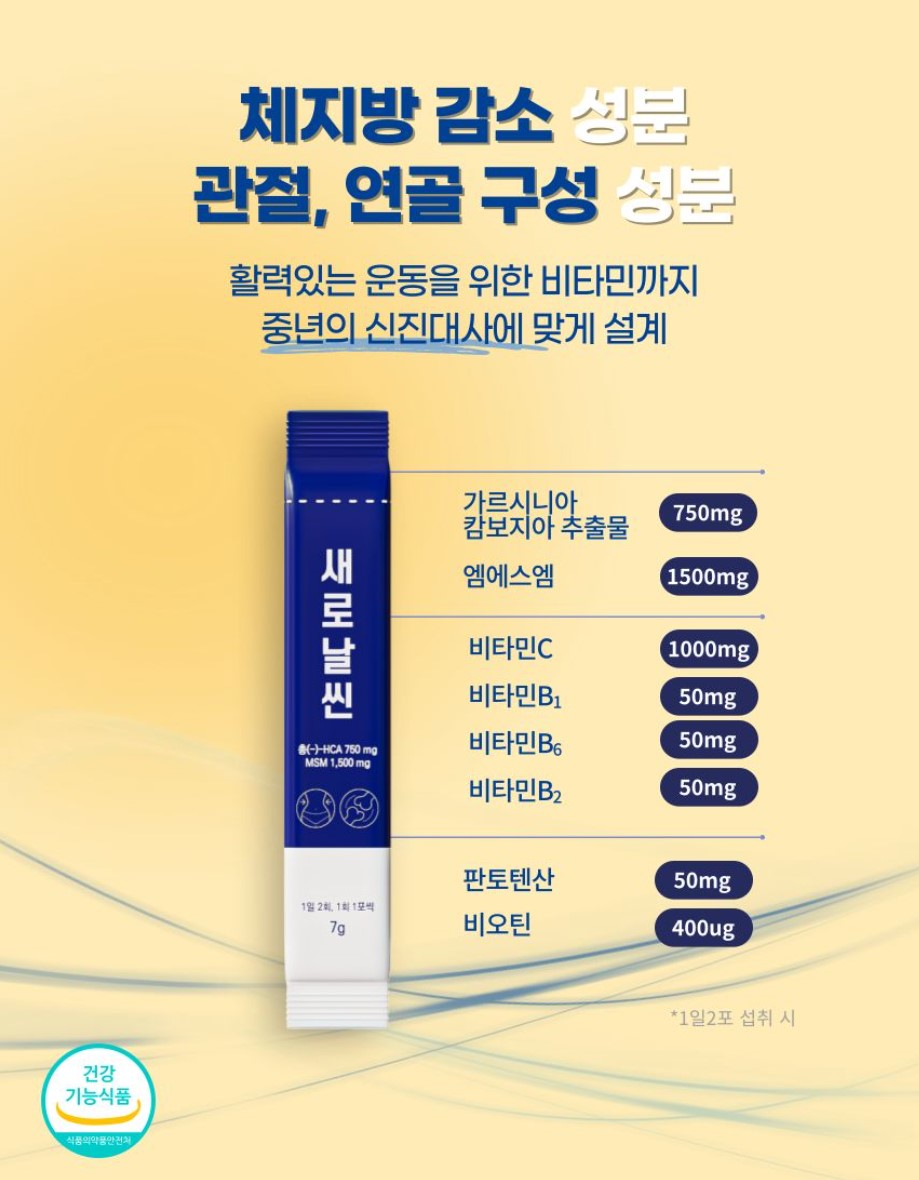 체지방 감소 성분
관절, 연골 구성 성분
활력있는 운동을 위한 비타민까지
중년의 신진대사에 맞게 설계
새로날씬
총(-)-HCA 750 mg
MSM 1,500 mg
1일 2회, 1회 1포씩
7g
가르시니아
캄보지아 추출물
750mg
엠에스엠
1500mg
비타민C
1000mg
비타민B₁
50mg
비타민B₆
50mg
비타민B₂
50mg
판토텐산
50mg
비오틴
400ug
*1일2포 섭취 시
건강
기능식품
식품의약품안전처